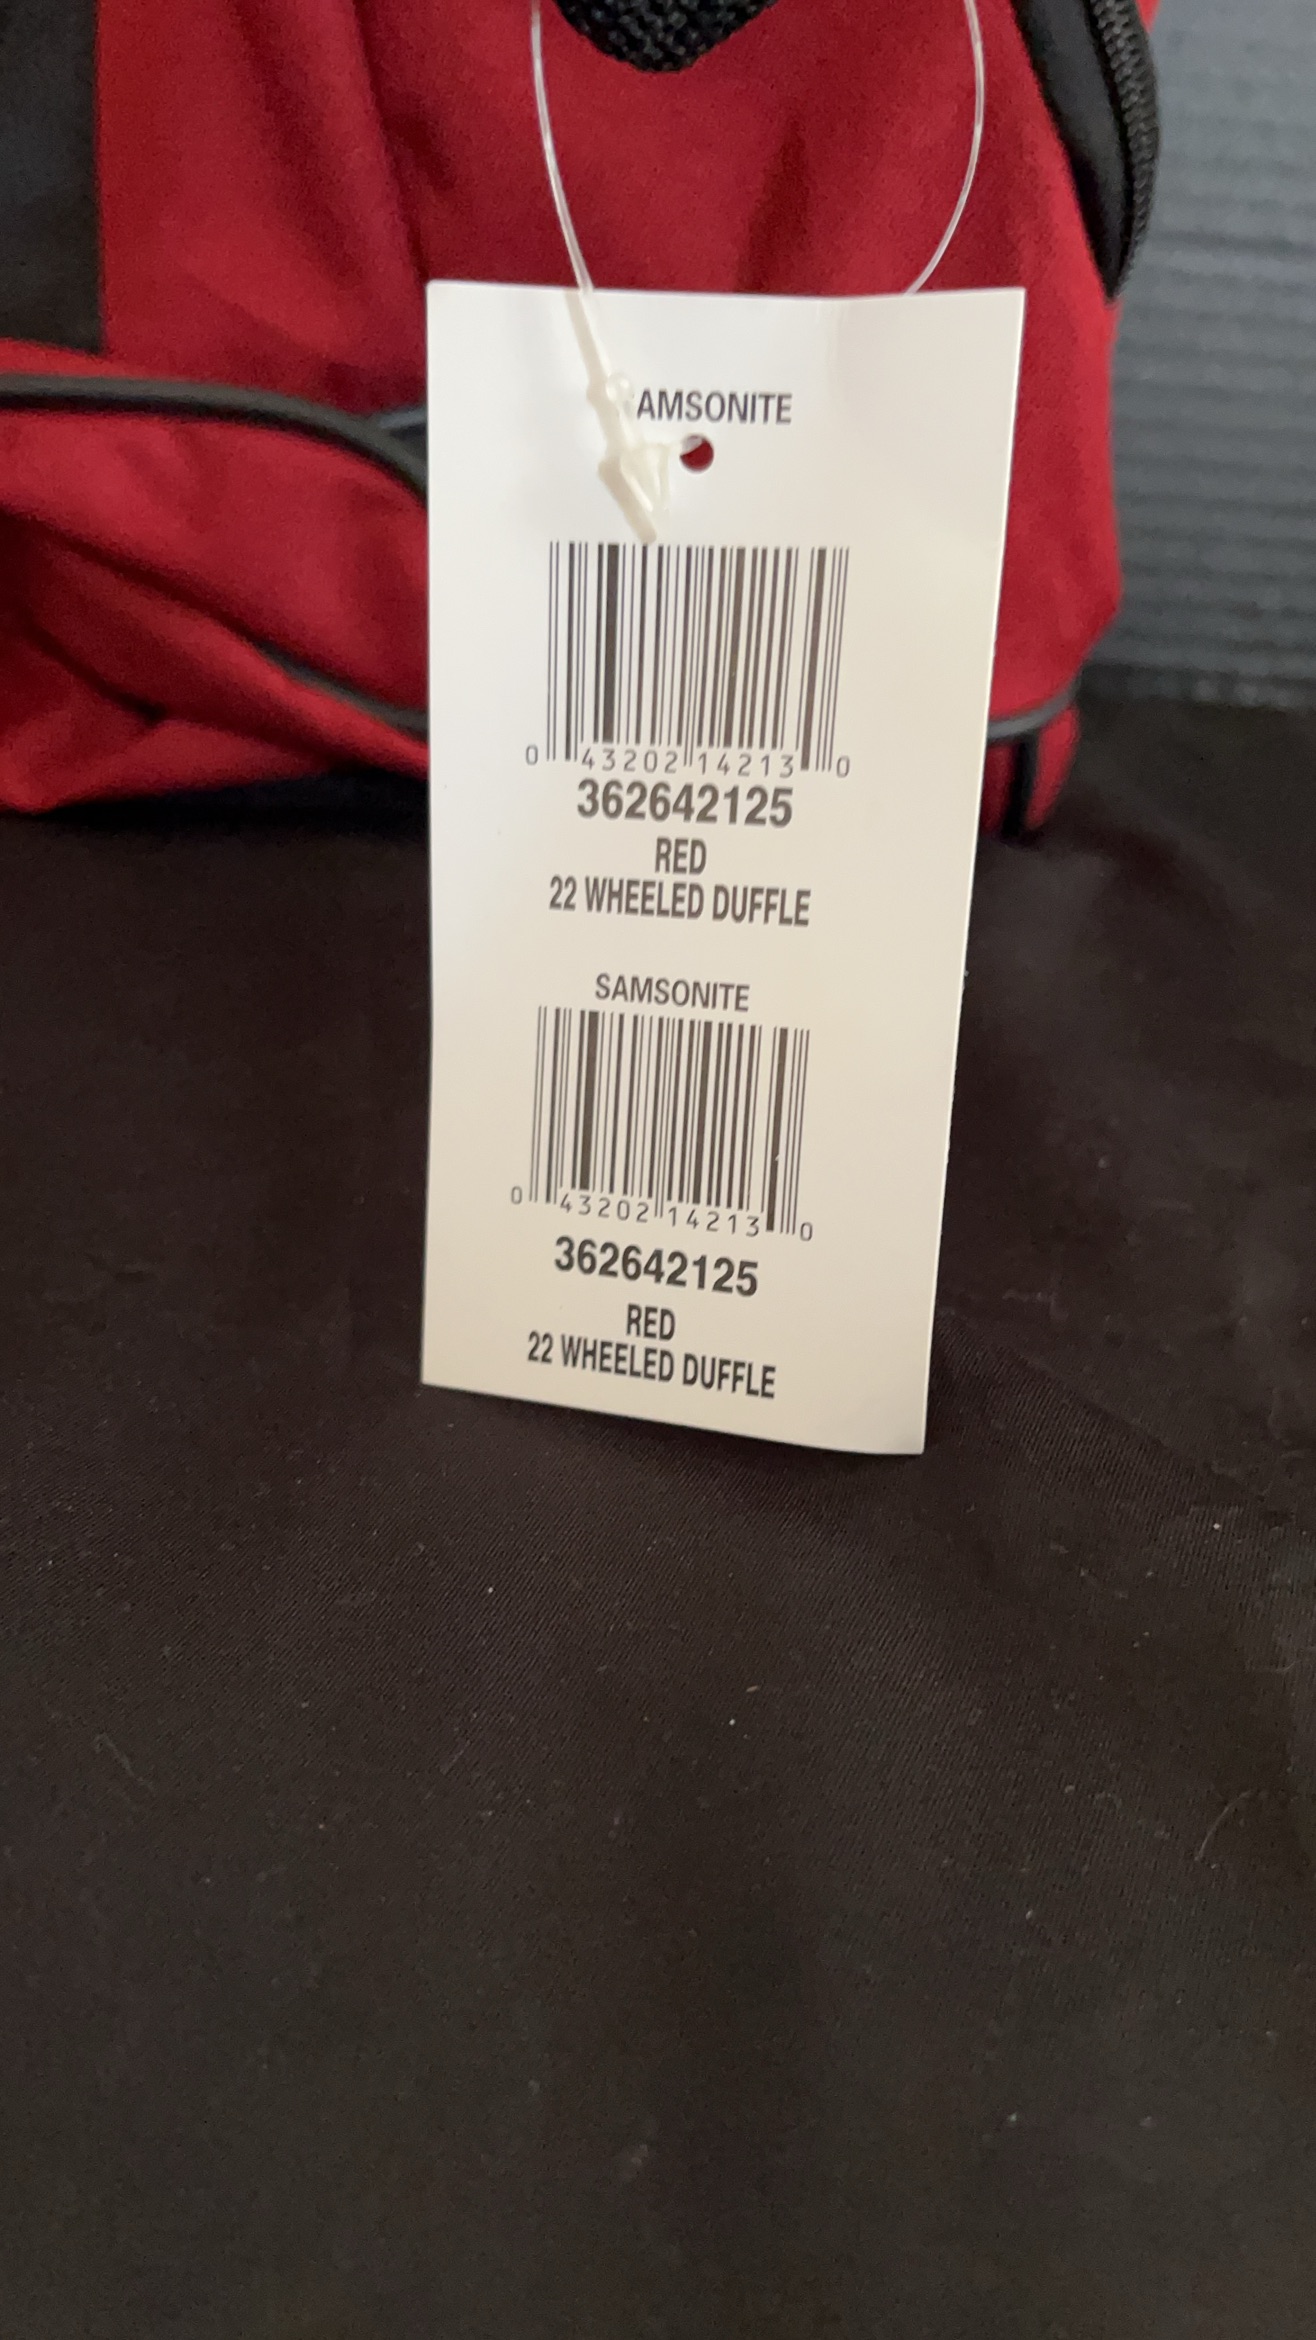 AMSONITE
0 43202 14213 0
362642125
RED
22 WHEELED DUFFLE
SAMSONITE
0 43202 14213 0
362642125
RED
22 WHEELED DUFFLE